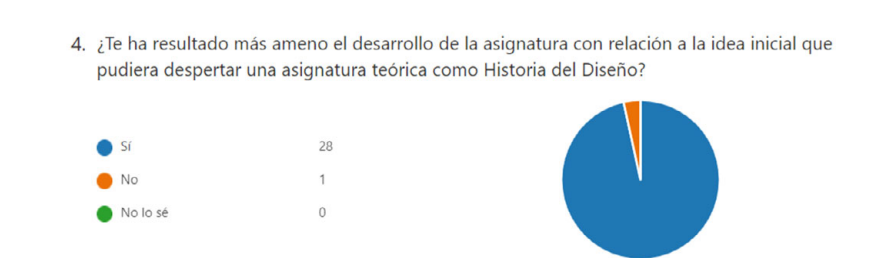 4. ¿Te ha resultado más ameno el desarrollo de la asignatura con relación a la idea inicial que
pudiera despertar una asignatura teórica como Historia del Diseño?
Sí 28
No 1
No lo sé 0